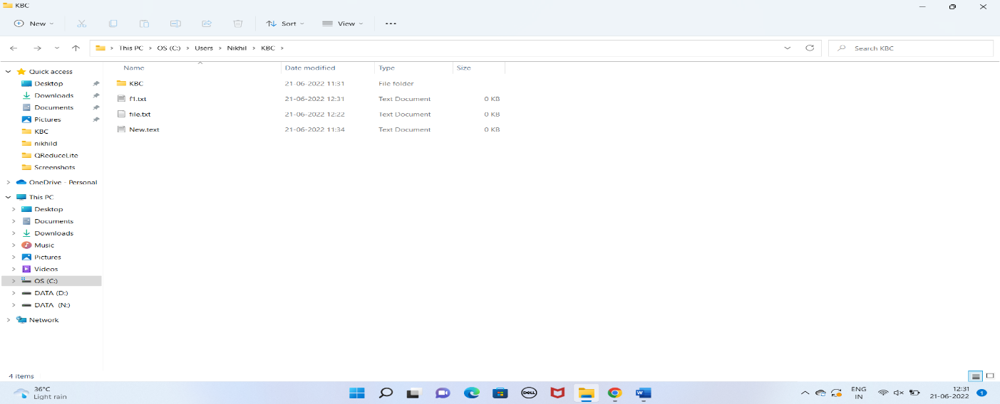 KBC
New Sort View
This PC > OS (C:) > Users > Nikhil > KBC >
Search KBC
Name Date modified Type Size
KBC 21-06-2022 11:31 File folder
f1.txt 21-06-2022 12:31 Text Document 0 KB
file.txt 21-06-2022 12:22 Text Document 0 KB
New.text 21-06-2022 11:34 Text Document 0 KB
Quick access
Desktop
Downloads
Documents
Pictures
KBC
nikhild
QReduceLite
Screenshots
OneDrive - Personal
This PC
Desktop
Documents
Downloads
Music
Pictures
Videos
OS (C:)
DATA (D:)
DATA (N:)
Network
4 items
36°C
Light rain
DELL
W
ENG
IN
12:31
21-06-2022
1